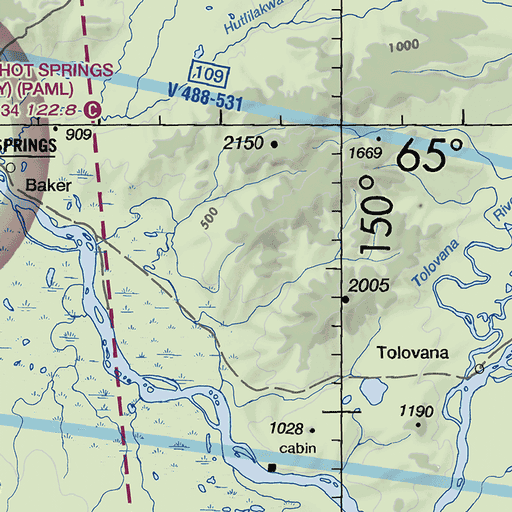 Hutlilakwa
1000
HOT SPRINGS
Y) (PAML)
34 122.8 C
109
V 488-531
909
2150
1669
65°
SPRINGS
Baker
500
150°
River
Tolovana
2005
Tolovana
1028
cabin
1190